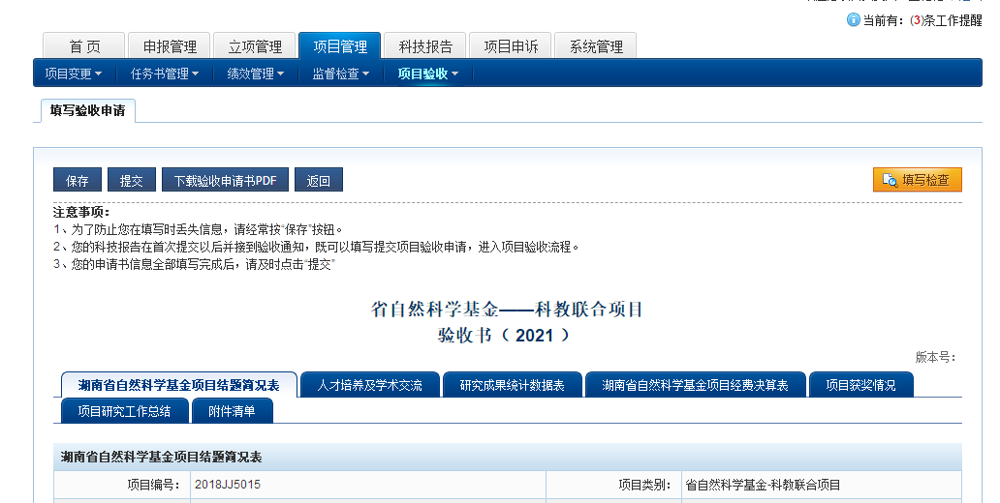 当前有：(3)条工作提醒
首 页 申报管理 立项管理 项目管理 科技报告 项目申诉 系统管理
项目变更 任务书管理 绩效管理 监督检查 项目验收
填写验收申请
保存 提交 下载验收申请书PDF 返回 填写检查
注意事项：
1、为了防止您在填写时丢失信息，请经常按“保存”按钮。
2、您的科技报告在首次提交以后并接到验收通知，既可以填写提交项目验收申请，进入项目验收流程。
3、您的申请书信息全部填写完成后，请及时点击“提交”
省自然科学基金——科教联合项目
验收书（ 2021 ）
版本号：
湖南省自然科学基金项目结题简况表 人才培养及学术交流 研究成果统计数据表 湖南省自然科学基金项目经费决算表 项目获奖情况
项目研究工作总结 附件清单
湖南省自然科学基金项目结题简况表
项目编号： 2018JJ5015 项目类别： 省自然科学基金-科教联合项目